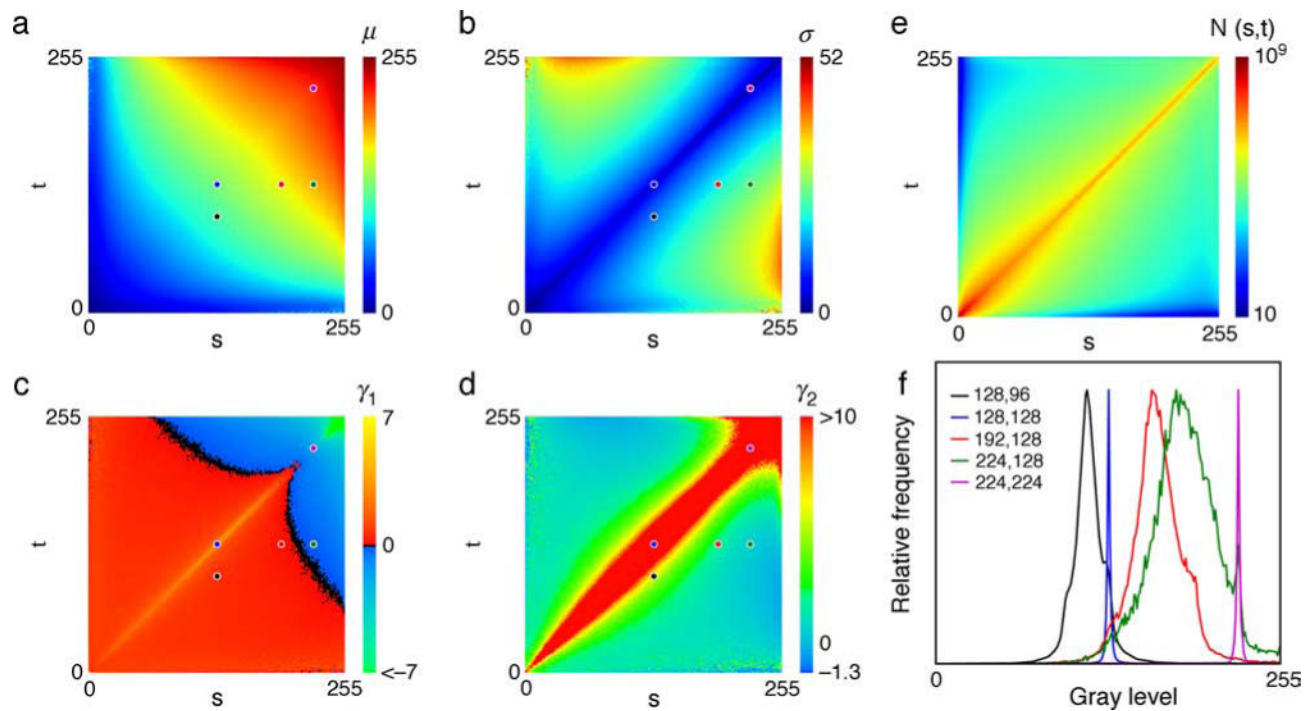 a
μ
255
255
t
0
0
s
255
0
b
σ
255
52
t
0
0
s
255
0
e
N (s,t)
255
10⁹
t
0
0
s
255
10
c
γ₁
255
7
t
0
0
s
255
<–7
d
γ₂
255
>10
t
0
0
s
255
–1.3
f
128,96
128,128
192,128
224,128
224,224
Relative frequency
0
255
Gray level